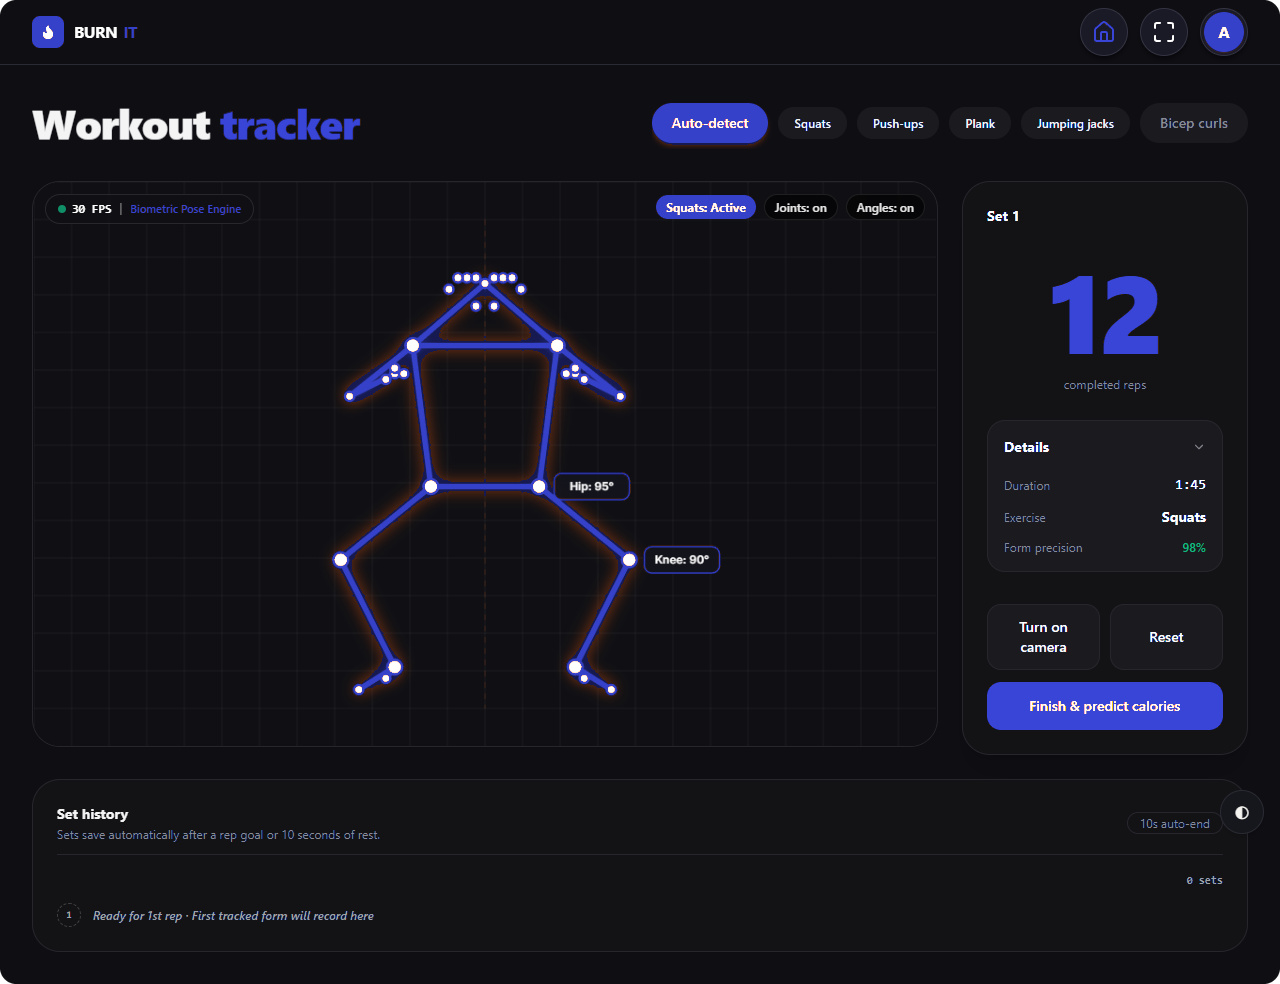 BURN IT
A
Workout tracker
Auto-detect
Squats
Push-ups
Plank
Jumping jacks
Bicep curls
30 FPS | Biometric Pose Engine
Squats: Active
Joints: on
Angles: on
Hip: 95°
Knee: 90°
Set 1
12
completed reps
Details
Duration 1:45
Exercise Squats
Form precision 98%
Turn on
camera
Reset
Finish & predict calories
Set history
Sets save automatically after a rep goal or 10 seconds of rest.
10s auto-end
0 sets
1 Ready for 1st rep · First tracked form will record here